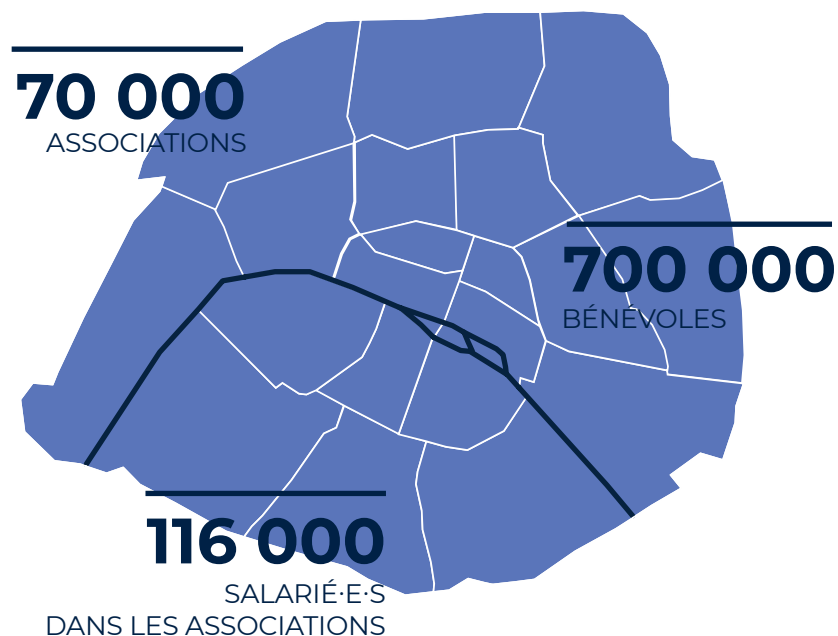 70 000
ASSOCIATIONS
700 000
BÉNÉVOLES
116 000
SALARIÉ·E·S
DANS LES ASSOCIATIONS